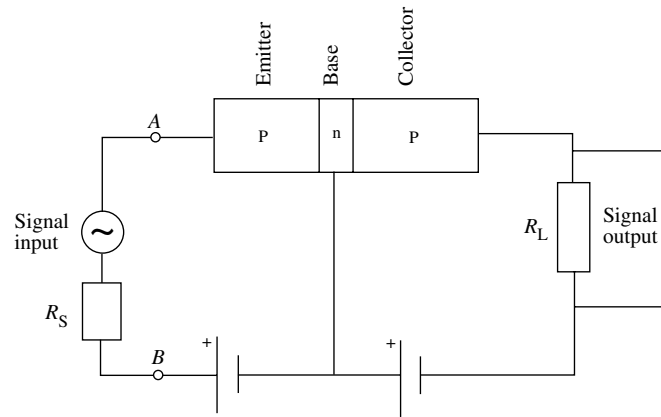 Emitter
Base
Collector
A
P
n
P
Signal
input
~
R_L
Signal
output
R_S
B
+
+